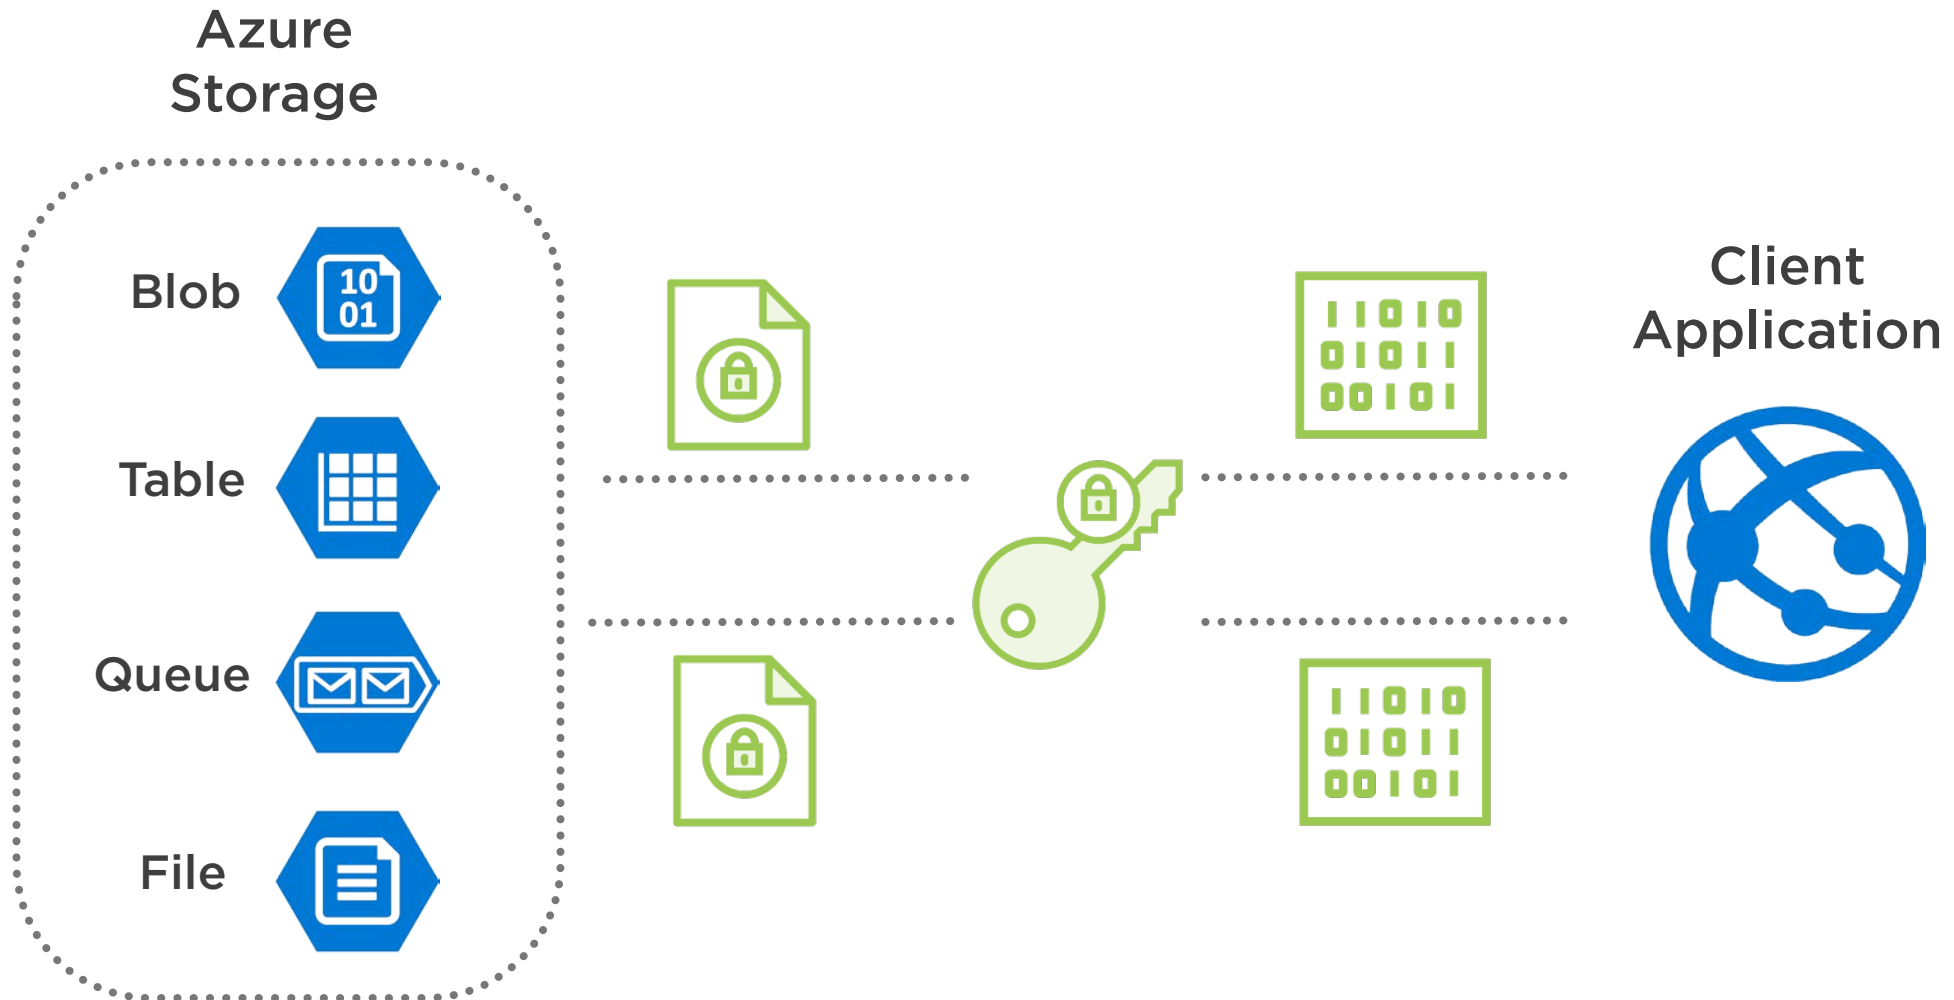 Azure
Storage
Blob
10
01
Table
Queue
File
11010
01011
00101
11010
01011
00101
Client
Application